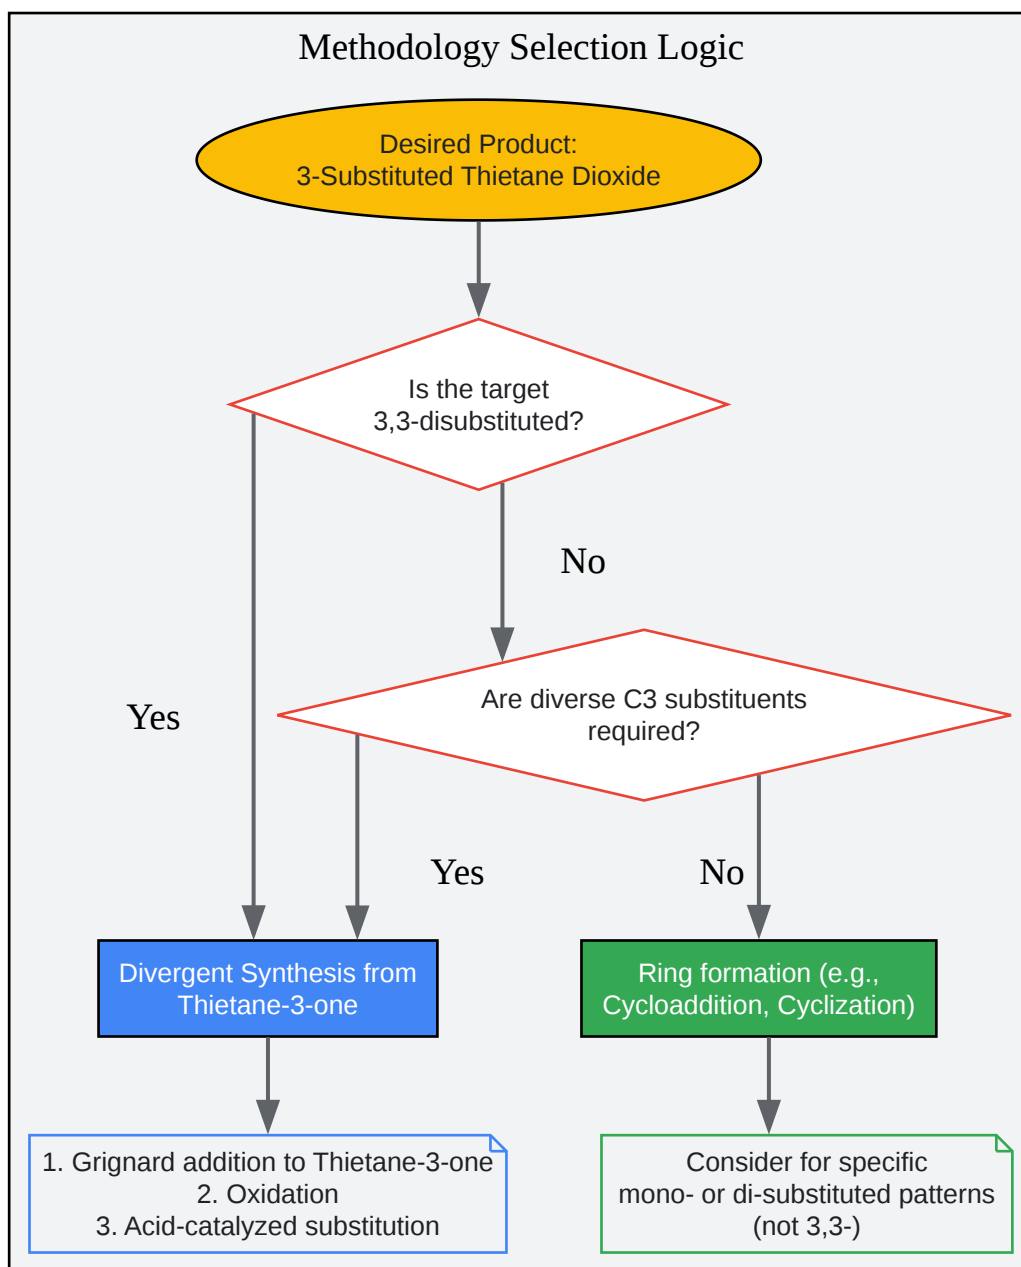 Methodology Selection Logic
Desired Product:
3-Substituted Thietane Dioxide
Is the target
3,3-disubstituted?
No
Are diverse C3 substituents
required?
Yes
Yes
No
Divergent Synthesis from
Thietane-3-one
Ring formation (e.g.,
Cycloaddition, Cyclization)
1. Grignard addition to Thietane-3-one
2. Oxidation
3. Acid-catalyzed substitution
Consider for specific
mono- or di-substituted patterns
(not 3,3-)